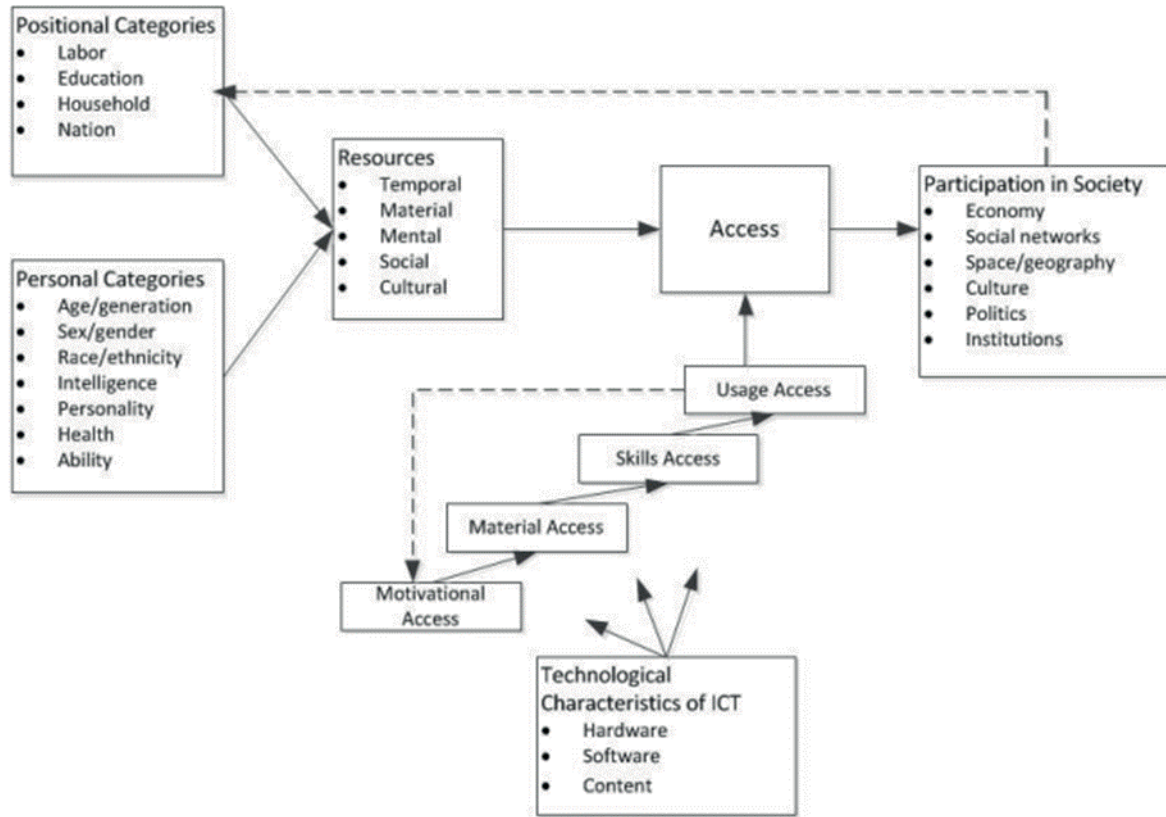 Positional Categories
• Labor
• Education
• Household
• Nation
Personal Categories
• Age/generation
• Sex/gender
• Race/ethnicity
• Intelligence
• Personality
• Health
• Ability
Resources
• Temporal
• Material
• Mental
• Social
• Cultural
Access
Participation in Society
• Economy
• Social networks
• Space/geography
• Culture
• Politics
• Institutions
Usage Access
Skills Access
Material Access
Motivational
Access
Technological
Characteristics of ICT
• Hardware
• Software
• Content